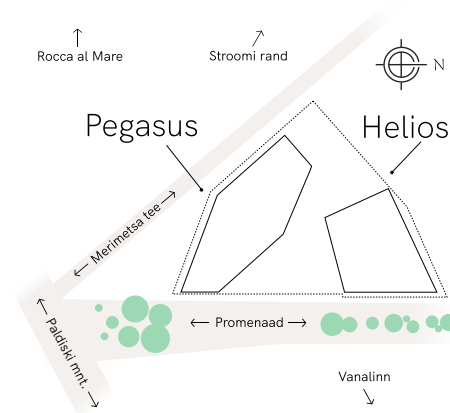 Rocca al Mare
Stroomi rand
N
Pegasus
Helios
Merimetsa tee
Paldiski mnt.
Promenaad
Vanalinn